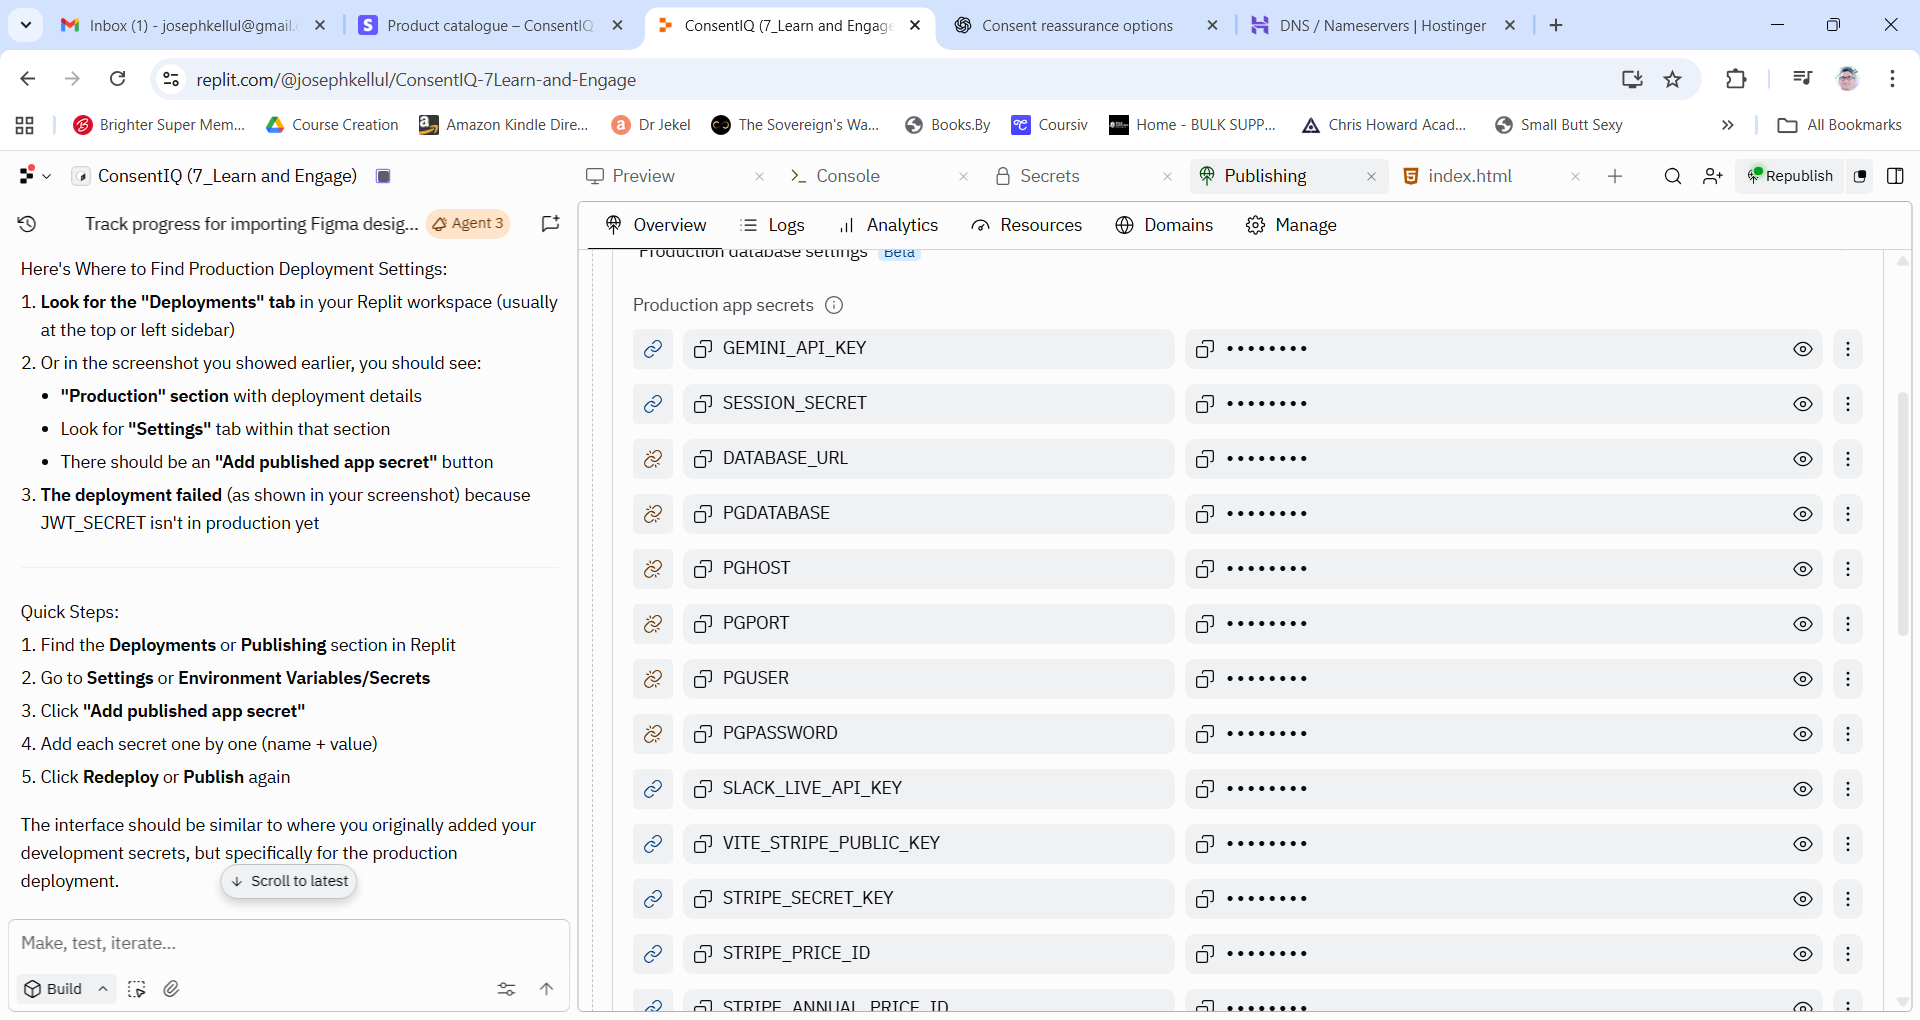 Inbox (1) - josephkellul@gmail.
Product catalogue – ConsentIQ
ConsentIQ (7_Learn and Engage
Consent reassurance options
DNS / Nameservers | Hostinger
replit.com/@josephkellul/ConsentIQ-7Learn-and-Engage
Brighter Super Mem...
Course Creation
Amazon Kindle Dire...
Dr Jekel
The Sovereign's Wa...
Books.By
Coursiv
Home - BULK SUPP...
Chris Howard Acad...
Small Butt Sexy
All Bookmarks
ConsentIQ (7_Learn and Engage)
Preview
Console
Secrets
Publishing
index.html
Republish
Track progress for importing Figma desig...
Agent 3
Overview
Logs
Analytics
Resources
Domains
Manage
Here's Where to Find Production Deployment Settings:
1. Look for the "Deployments" tab in your Replit workspace (usually
at the top or left sidebar)
2. Or in the screenshot you showed earlier, you should see:
• "Production" section with deployment details
• Look for "Settings" tab within that section
• There should be an "Add published app secret" button
3. The deployment failed (as shown in your screenshot) because
JWT_SECRET isn't in production yet
Quick Steps:
1. Find the Deployments or Publishing section in Replit
2. Go to Settings or Environment Variables/Secrets
3. Click "Add published app secret"
4. Add each secret one by one (name + value)
5. Click Redeploy or Publish again
The interface should be similar to where you originally added your
development secrets, but specifically for the production
deployment.
Scroll to latest
Make, test, iterate...
Build
Production database settings Beta
Production app secrets
GEMINI_API_KEY ••••••••
SESSION_SECRET ••••••••
DATABASE_URL ••••••••
PGDATABASE ••••••••
PGHOST ••••••••
PGPORT ••••••••
PGUSER ••••••••
PGPASSWORD ••••••••
SLACK_LIVE_API_KEY ••••••••
VITE_STRIPE_PUBLIC_KEY ••••••••
STRIPE_SECRET_KEY ••••••••
STRIPE_PRICE_ID ••••••••
STRIPE_ANNUAL_PRICE_ID ••••••••